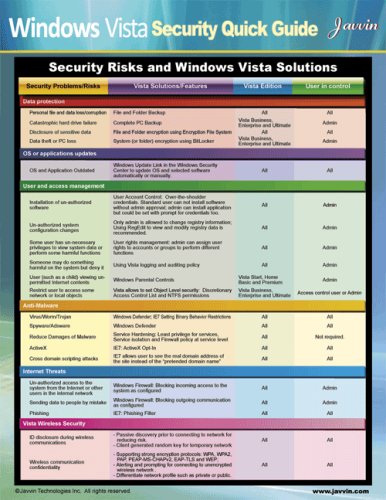 Windows Vista Security Quick Guide Javvin
Security Risks and Windows Vista Solutions
Security Problems/Risks Vista Solutions/Features Vista Edition User in control
Data protection
Personal file and data loss/corruption File and Folder Backup All All
Catastrophic hard drive failure Complete PC Backup Vista Business, Enterprise and Ultimate Admin
Disclosure of sensitive data File and Folder encryption using Encryption File System All All
Data theft or PC loss System (or folder) encryption using BitLocker Vista Business, Enterprise and Ultimate Admin
OS or applications updates
OS and Application Outdated
Windows Update Link in the Windows Security
Center to update OS and selected software
automatically or manually
All All
User and access management
Installation of un-authorized
software
User Account Control: Over-the-shoulder
credentials. Standard user can not install software
without admin approval; admin can install application
but could be set with prompt for credentials too.
All Admin
Un-authorized system
configuration changes
Only admin is allowed to change registry information;
Using RegEdit to view and modify registry data is
recommended.
All Admin
Some user has un-necessary
privileges to view system data or
perform some harmful functions
User rights management: admin can assign user
rights to accounts or groups to perform different
functions
All Admin
Someone may do something
harmful on the system but deny it
Using Vista logging and auditing policy
All Admin
User (such as a child) viewing un-
permitted Internet contents
Windows Parental Controls
Vista Start, Home
Basic and Premium
Admin
Restrict user to access some
network or local objects
Vista allows to set Object Level security: Discretionary
Access Control List and NTFS permissions
Vista Business,
Enterprise and Ultimate
Access control user or Admin
Anti-Malware
Virus/Worm/Trojan Windows Defender; IE7 Setting Binary Behavior Restrictions All All
Spyware/Adware Windows Defender All All
Reduce Damages of Malware
Service Hardening: Least privilege for services,
Service isolation and Firewall policy at service level
All Not required.
ActiveX IE7: ActiveX Opt-In All All
Cross domain scripting attacks
IE7 allows user to see the real domain address of
the site instead of the "pretended domain name"
All All
Internet Threats
Un-authorized access to the
system from the Internet or other
users in the internal network
Windows Firewall: Blocking incoming access to the
system as configured
All Admin
Sending data to people by mistake
Windows Firewall: Blocking outgoing communication
as configured
All Admin
Phishing IE7: Phishing Filter All All
Vista Wireless Security
ID disclosure during wireless
communications
- Passive discovery prior to connecting to network for
reducing risk.
- Client generated random key for temporary network
All All
Wireless communication
confidentiality
- Supporting strong encryption protocols: WPA, WPA2,
PAP, PEAP-MS-CHAPv2, EAP-TLS and WEP;
- Alerting and prompting for connecting to unencrypted
wireless network
- Differentiate network profile such as private or public.
All All
©Javvin Technologies Inc. All rights reserved. www.javvin.com